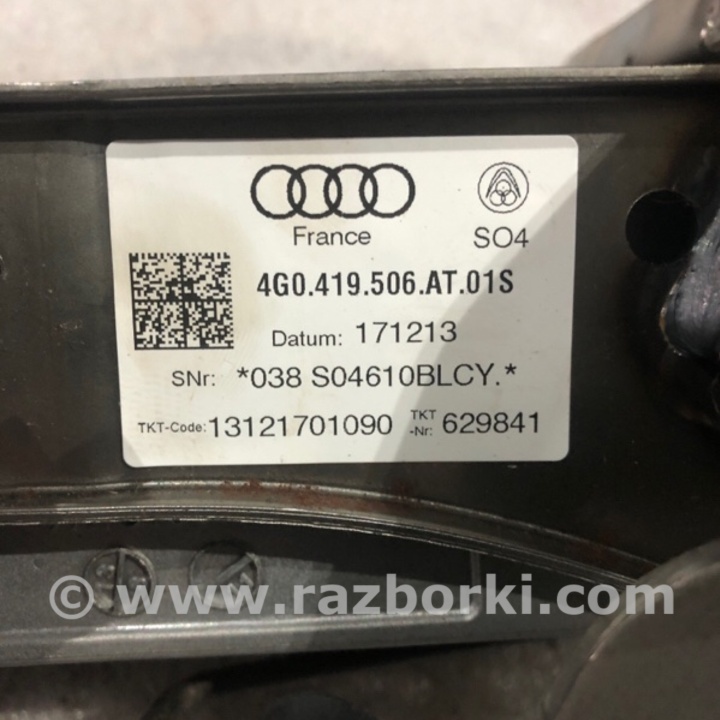 France
SO4
4G0.419.506.AT.01S
Datum: 171213
SNr: *038 S04610BLCY.*
TKT-Code: 13121701090 TKT-Nr: 629841
© www.razborki.com